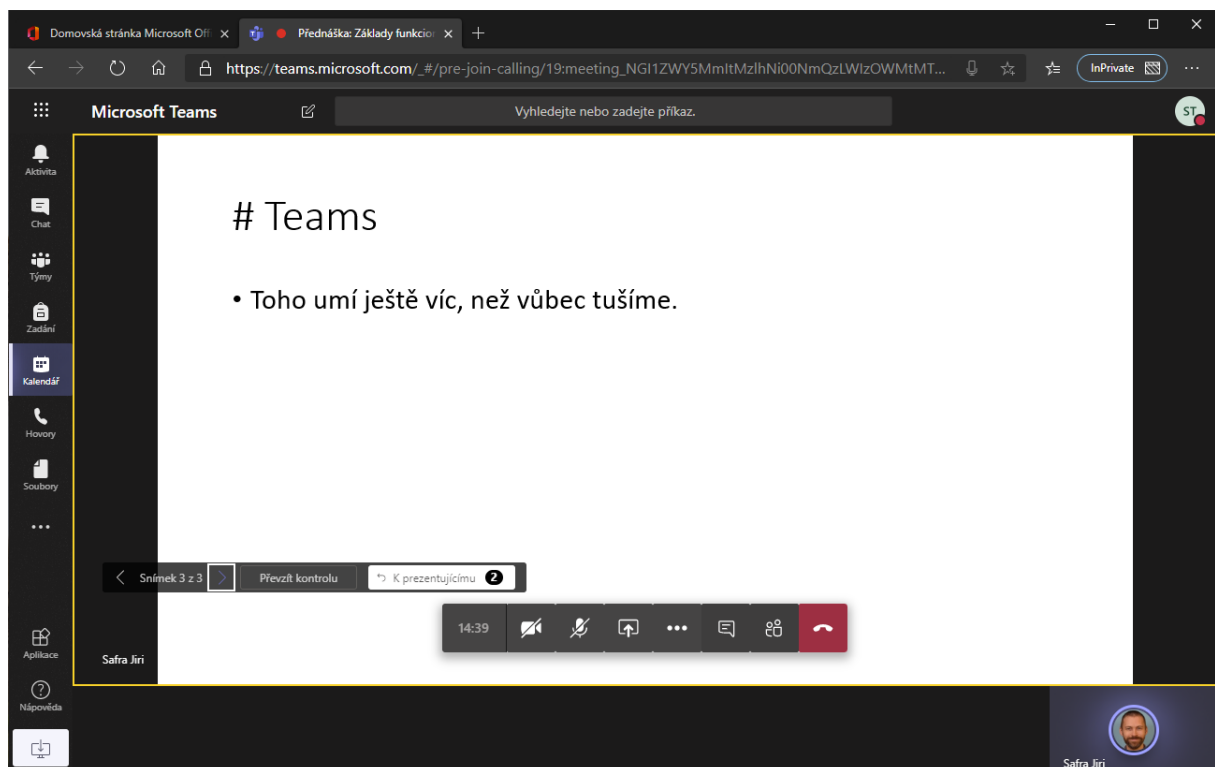 Domovská stránka Microsoft Offi
Přednáška: Základy funkcion
https://teams.microsoft.com/_#/pre-join-calling/19:meeting_NGI1ZWY5MmItMzlhNi00NmQzLWIzOWMtMT...
InPrivate
Microsoft Teams
Vyhledejte nebo zadejte příkaz.
ST
Aktivita
Chat
Týmy
Zadání
Kalendář
Hovory
Soubory
Aplikace
Nápověda
# Teams
• Toho umí ještě víc, než vůbec tušíme.
Snímek 3 z 3
Převzít kontrolu
K prezentujícímu 2
14:39
Safra Jiri
Safra Jiri